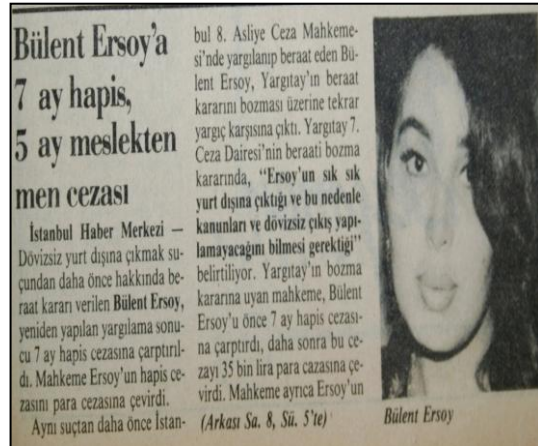 Bülent Ersoy'a
7 ay hapis,
5 ay meslekten
men cezası
İstanbul Haber Merkezi —
Dövizsiz yurt dışına çıkmak su-
çundan daha önce hakkında be-
raat kararı verilen Bülent Ersoy,
yeniden yapılan yargılama sonu-
cu 7 ay hapis cezasına çarptırıl-
dı. Mahkeme Ersoy'un hapis ce-
zasını para cezasına çevirdi.
Aynı suçtan daha önce İstan-
bul 8. Asliye Ceza Mahkeme-
si'nde yargılanıp beraat eden Bü-
lent Ersoy, Yargıtay'ın beraat
kararını bozması üzerine tekrar
yargıç karşısına çıktı. Yargıtay 7.
Ceza Dairesi'nin beraati bozma
kararında, “Ersoy'un sık sık
yurt dışına çıktığı ve bu nedenle
kanunları ve dövizsiz çıkış yapı-
lamayacağını bilmesi gerektiği”
belirtiliyor. Yargıtay'ın bozma
kararına uyan mahkeme, Bülent
Ersoy'u önce 7 ay hapis cezası-
na çarptırdı, daha sonra bu ce-
zayı 35 bin lira para cazasına çe-
virdi. Mahkeme ayrıca Ersoy'un
(Arkası Sa. 8, Sü. 5'te)
Bülent Ersoy